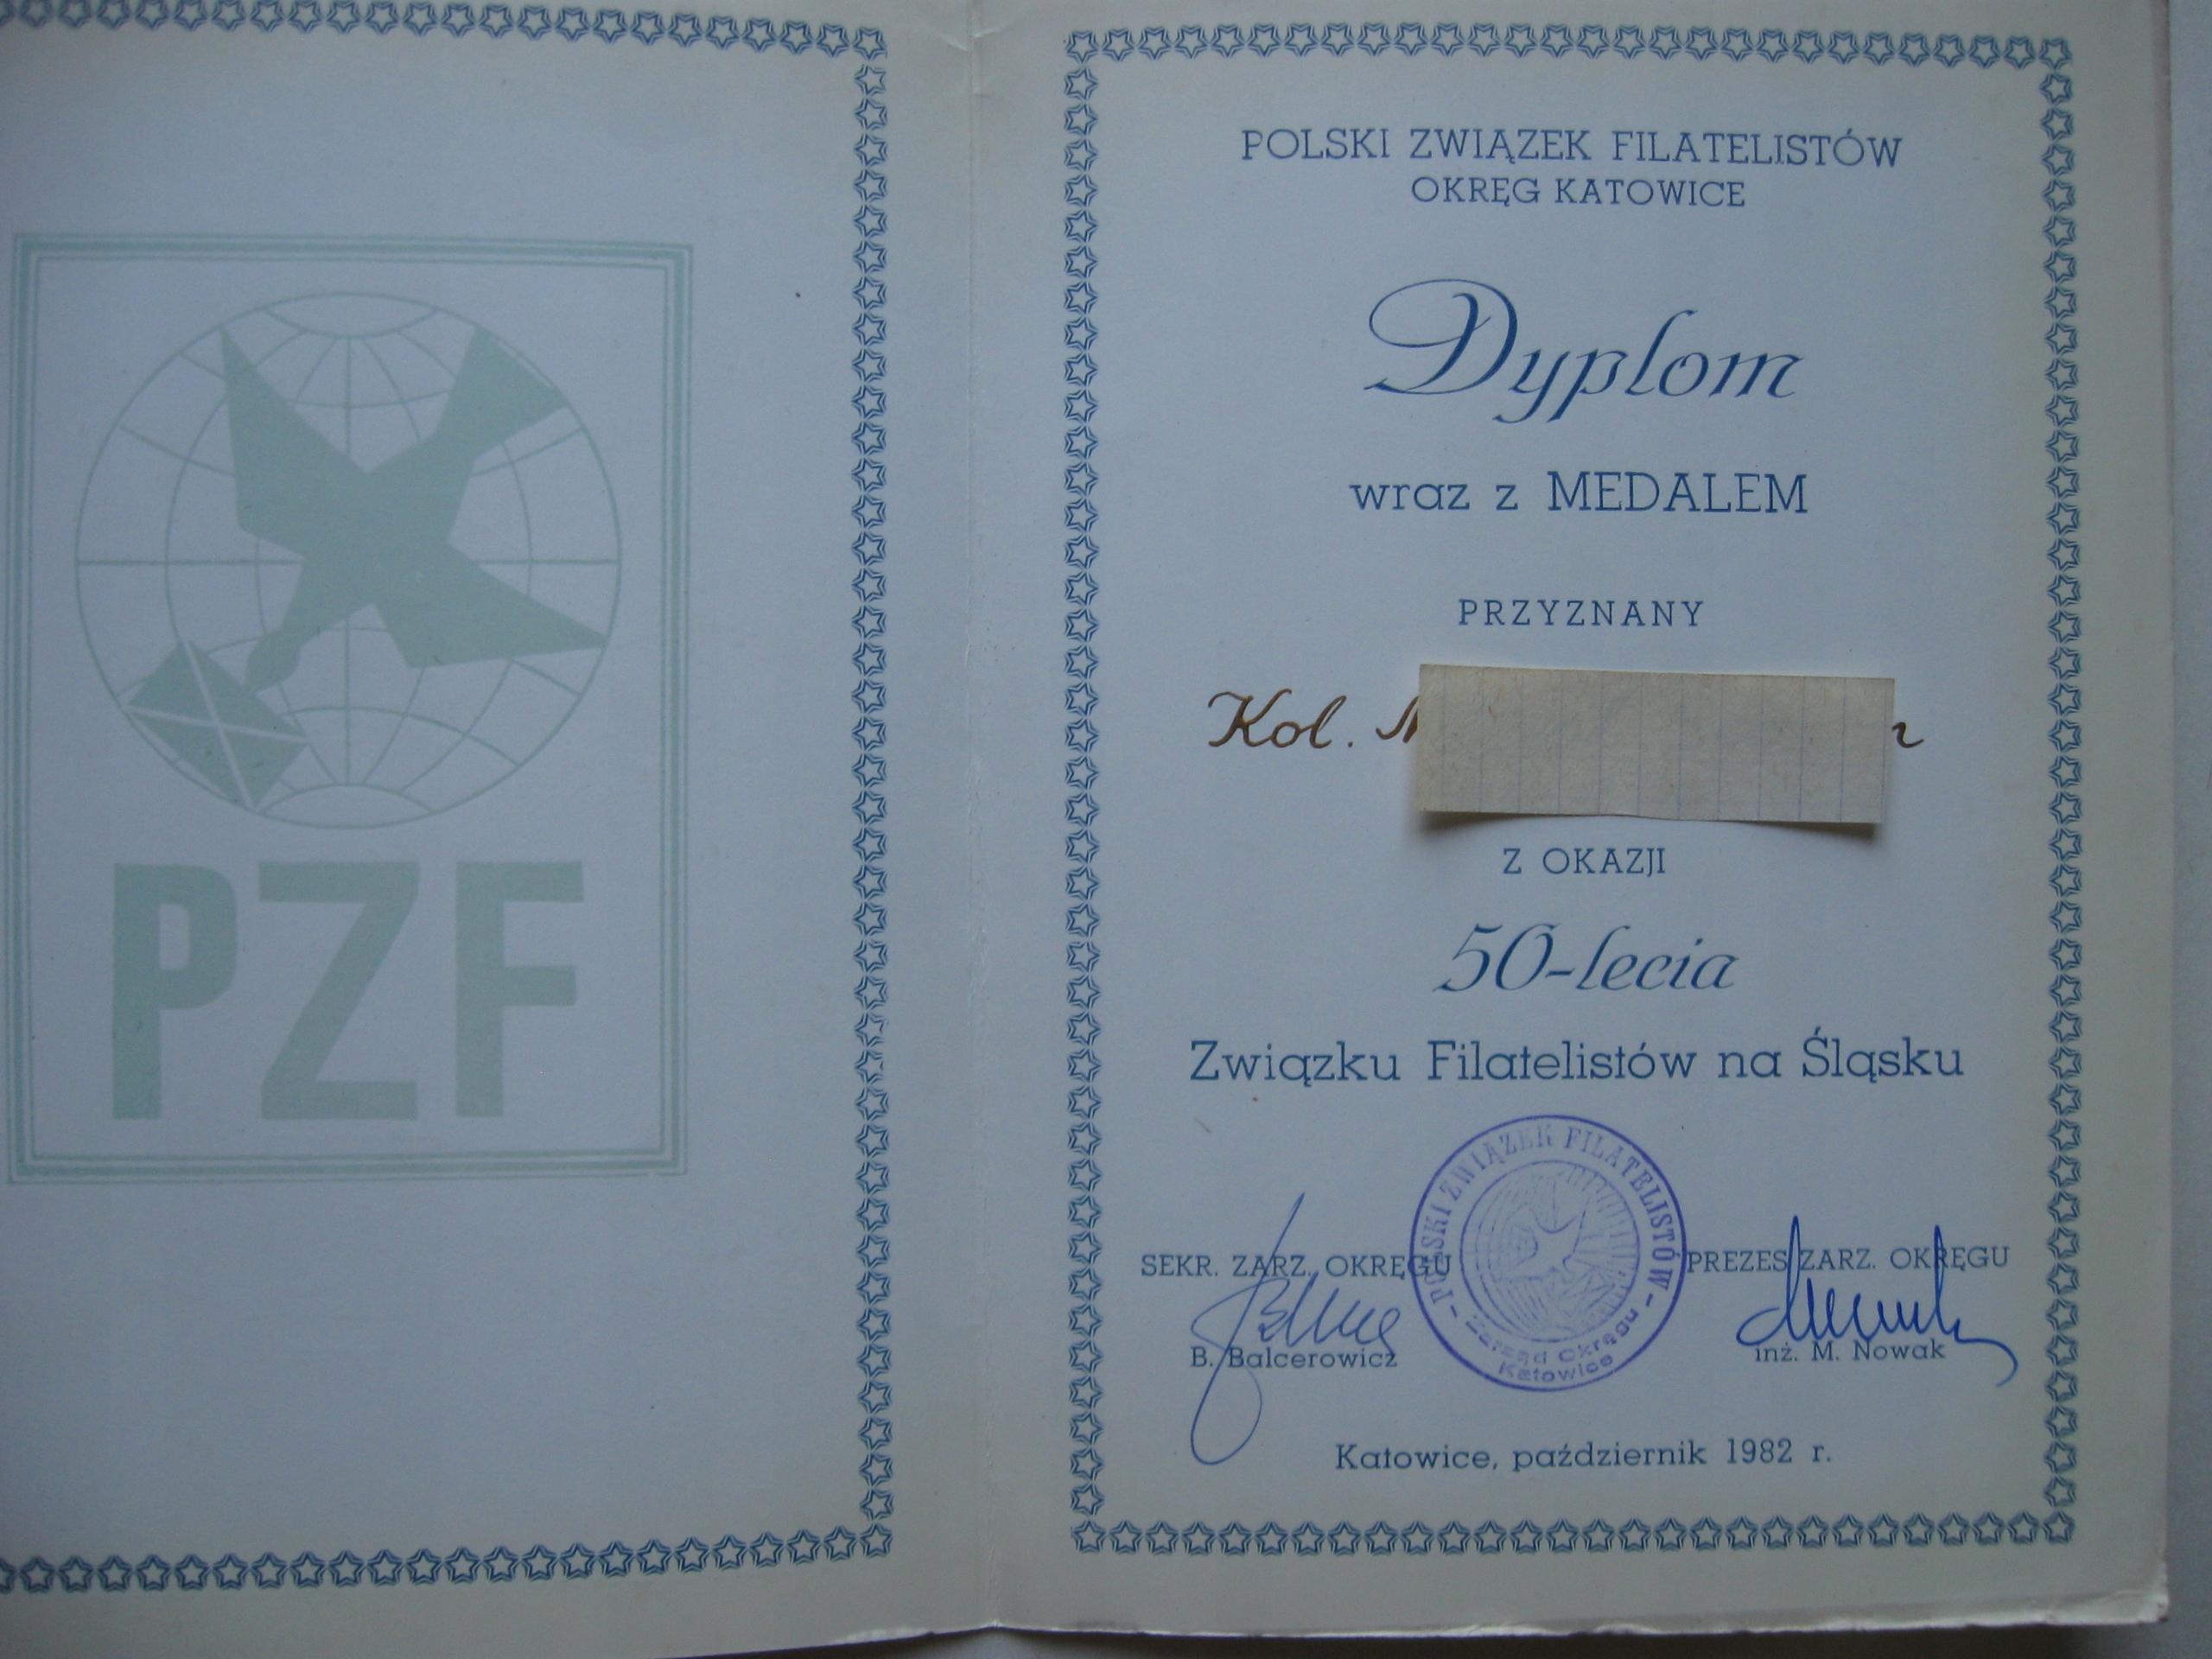 PZF
POLSKI ZWIĄZEK FILATELISTÓW
OKRĘG KATOWICE
Dyplom
wraz z MEDALEM
PRZYZNANY
Kol.
Z OKAZJI
50-lecia
Związku Filatelistów na Śląsku
SEKR. ZARZ. OKRĘGU
B. Balcerowicz
- POLSKI ZWIĄZEK FILATELISTÓW -
Zarząd Okręgu
Katowice
PREZES ZARZ. OKRĘGU
inż. M. Nowak
Katowice, październik 1982 r.